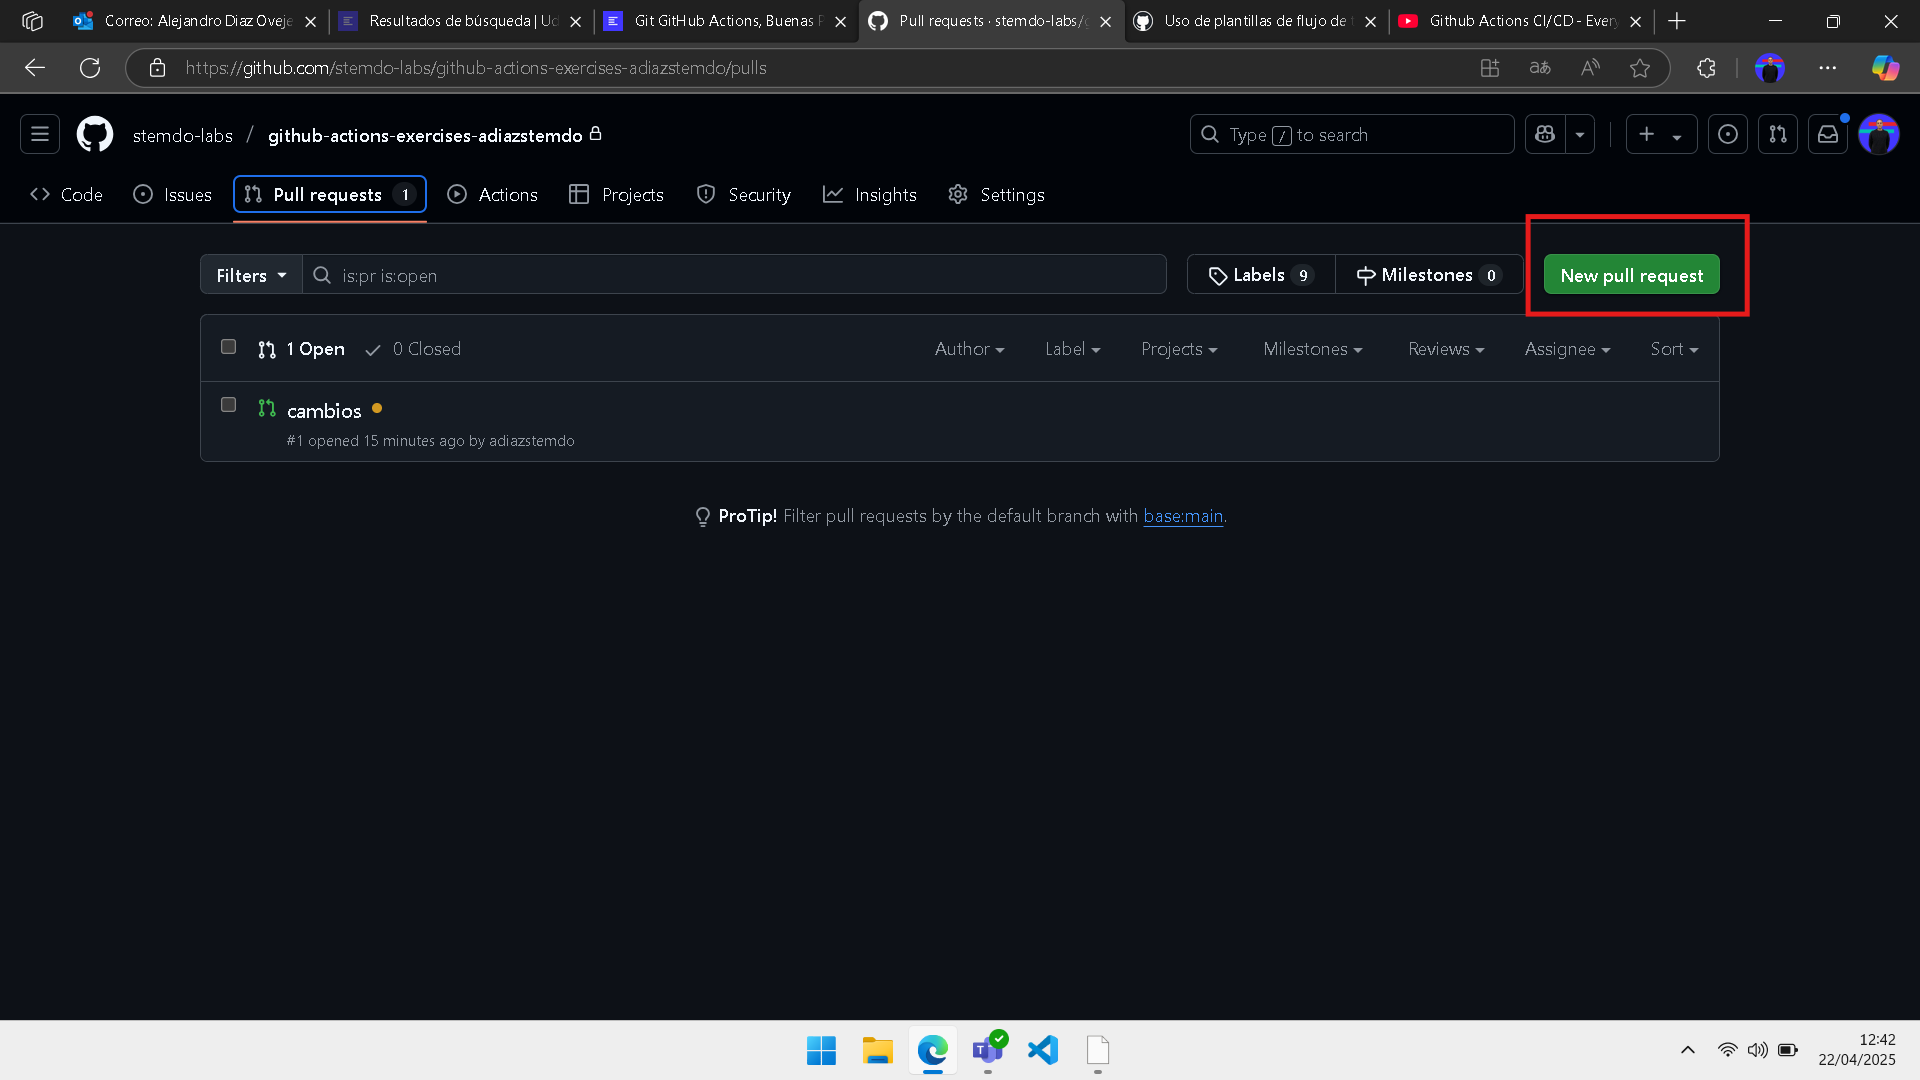 Correo: Alejandro Diaz Oveje
Resultados de búsqueda | Ud
Git GitHub Actions, Buenas P
Pull requests · stemdo-labs/g
Uso de plantillas de flujo de t
Github Actions CI/CD - Every
https://github.com/stemdo-labs/github-actions-exercises-adiazstemdo/pulls
stemdo-labs / github-actions-exercises-adiazstemdo
Type / to search
Code
Issues
Pull requests 1
Actions
Projects
Security
Insights
Settings
Filters
is:pr is:open
Labels 9
Milestones 0
New pull request
1 Open
0 Closed
Author
Label
Projects
Milestones
Reviews
Assignee
Sort
cambios
#1 opened 15 minutes ago by adiazstemdo
ProTip! Filter pull requests by the default branch with base:main.
12:42
22/04/2025